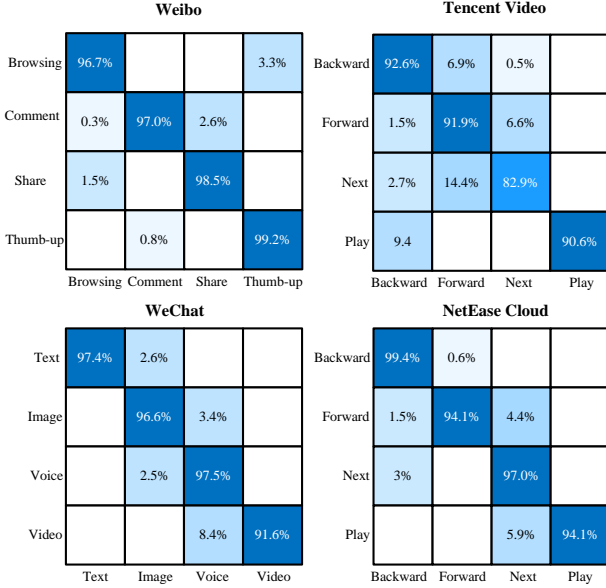 Weibo
Browsing 96.7% 3.3%
Comment 0.3% 97.0% 2.6%
Share 1.5% 98.5%
Thumb-up 0.8% 99.2%
Browsing Comment Share Thumb-up
Tencent Video
Backward 92.6% 6.9% 0.5%
Forward 1.5% 91.9% 6.6%
Next 2.7% 14.4% 82.9%
Play 9.4 90.6%
Backward Forward Next Play
WeChat
Text 97.4% 2.6%
Image 96.6% 3.4%
Voice 2.5% 97.5%
Video 8.4% 91.6%
Text Image Voice Video
NetEase Cloud
Backward 99.4% 0.6%
Forward 1.5% 94.1% 4.4%
Next 3% 97.0%
Play 5.9% 94.1%
Backward Forward Next Play